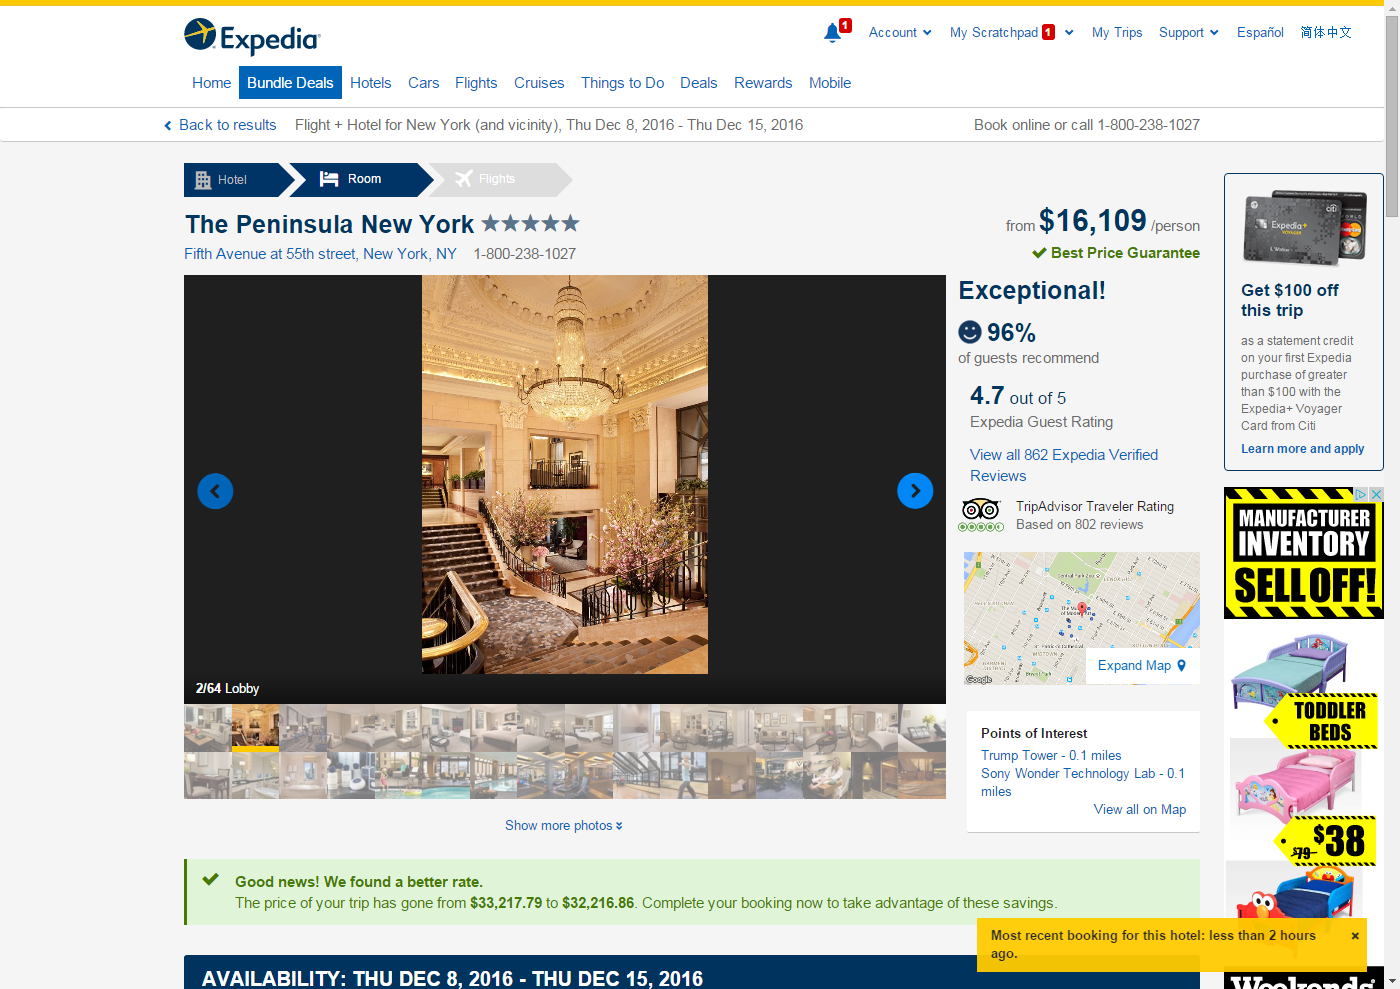 Expedia
1
Account
My Scratchpad 1
My Trips
Support
Español
简体中文
Home
Bundle Deals
Hotels
Cars
Flights
Cruises
Things to Do
Deals
Rewards
Mobile
Back to results
Flight + Hotel for New York (and vicinity), Thu Dec 8, 2016 - Thu Dec 15, 2016
Book online or call 1-800-238-1027
Hotel
Room
Flights
The Peninsula New York
from $16,109 /person
Fifth Avenue at 55th street, New York, NY 1-800-238-1027
Best Price Guarantee
2/64 Lobby
Show more photos
Exceptional!
96%
of guests recommend
4.7 out of 5
Expedia Guest Rating
View all 862 Expedia Verified
Reviews
TripAdvisor Traveler Rating
Based on 802 reviews
Central Park Zoo
Google
Expand Map
Points of Interest
Trump Tower - 0.1 miles
Sony Wonder Technology Lab - 0.1
miles
View all on Map
Good news! We found a better rate.
The price of your trip has gone from $33,217.79 to $32,216.86. Complete your booking now to take advantage of these savings.
AVAILABILITY: THU DEC 8, 2016 - THU DEC 15, 2016
citi
Expedia+
VOYAGER
Get $100 off
this trip
as a statement credit
on your first Expedia
purchase of greater
than $100 with the
Expedia+ Voyager
Card from Citi
Learn more and apply
MANUFACTURER
INVENTORY
SELL OFF!
TODDLER
BEDS
$79
$38
Most recent booking for this hotel: less than 2 hours
ago.
Weekends